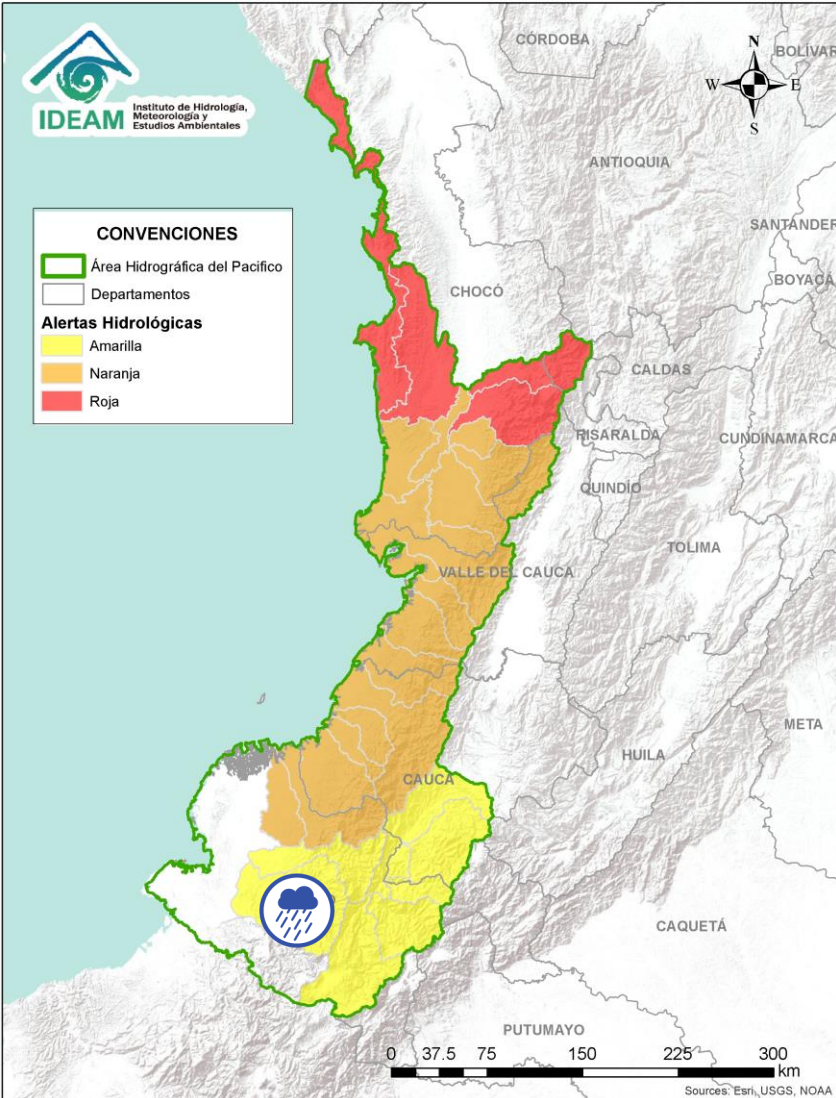 IDEAM
Instituto de Hidrología,
Meteorología y
Estudios Ambientales
N
W E
S
CONVENCIONES
Área Hidrográfica del Pacifico
Departamentos
Alertas Hidrológicas
Amarilla
Naranja
Roja
CÓRDOBA
BOLÍVAR
ANTIOQUIA
SANTANDER
BOYACÁ
CHOCÓ
CALDAS
RISARALDA
CUNDINAMARCA
QUINDÍO
TOLIMA
VALLE DEL CAUCA
META
HUILA
CAUCA
CAQUETÁ
PUTUMAYO
0 37.5 75 150 225 300
km
Sources: Esri, USGS, NOAA